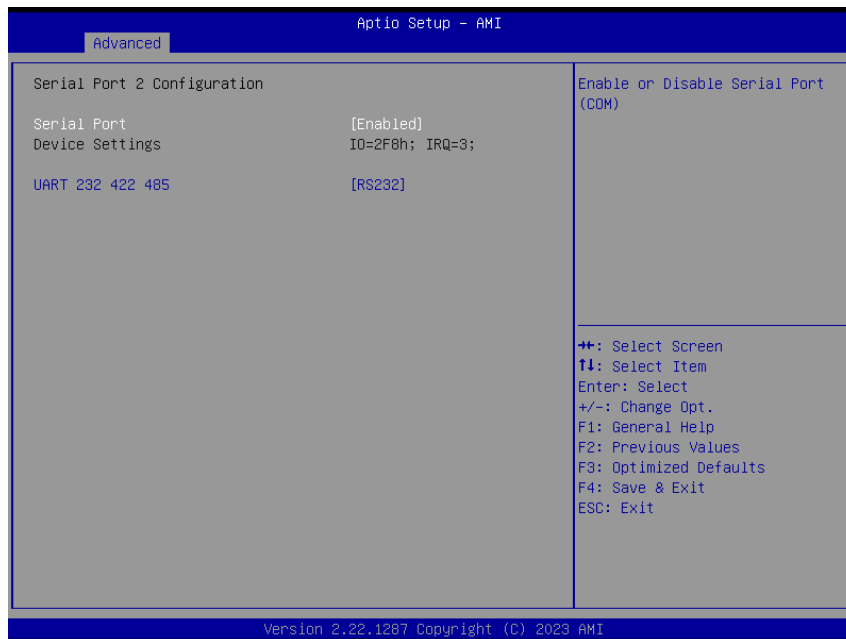 Aptio Setup – AMI
Advanced
Serial Port 2 Configuration
Serial Port [Enabled]
Device Settings IO=2F8h; IRQ=3;
UART 232 422 485 [RS232]
Enable or Disable Serial Port
(COM)
→←: Select Screen
↑↓: Select Item
Enter: Select
+/-: Change Opt.
F1: General Help
F2: Previous Values
F3: Optimized Defaults
F4: Save & Exit
ESC: Exit
Version 2.22.1287 Copyright (C) 2023 AMI